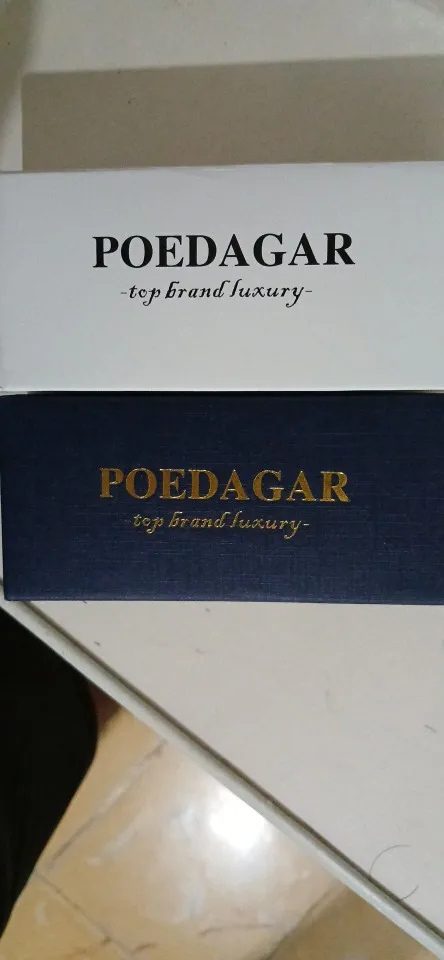 POEDAGAR
-top brand luxury-
POEDAGAR
-top brand luxury-